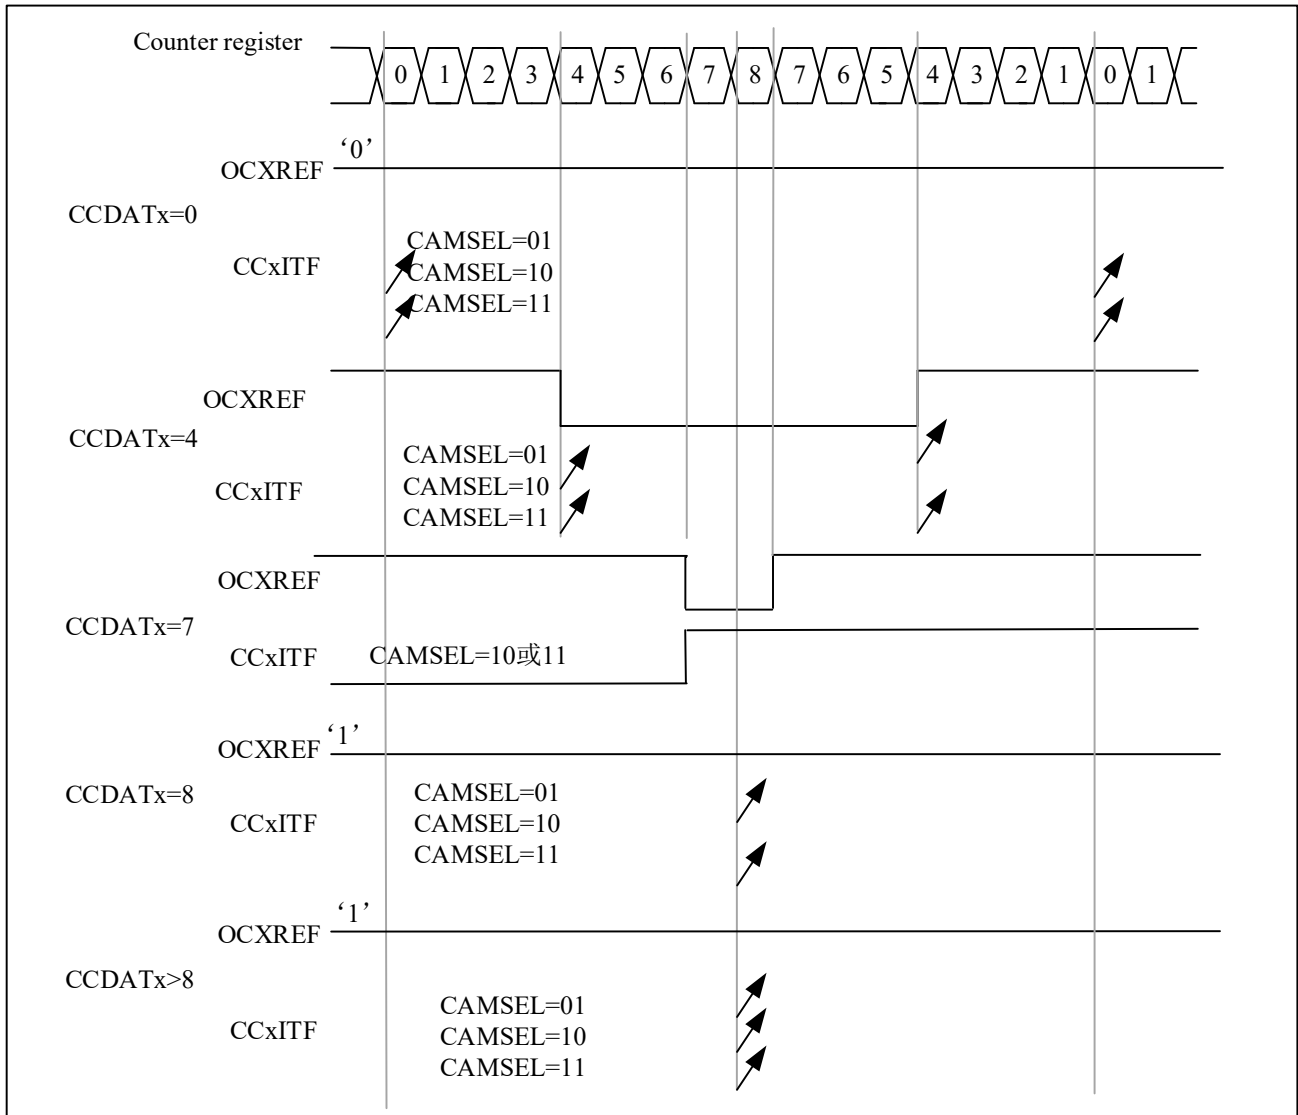 Counter register
0 1 2 3 4 5 6 7 8 7 6 5 4 3 2 1 0 1
‘0’
OCXREF
CCDATx=0
CAMSEL=01
CCxITF
CAMSEL=10
CAMSEL=11
OCXREF
CCDATx=4
CAMSEL=01
CAMSEL=10
CCxITF
CAMSEL=11
OCXREF
CCDATx=7
CCxITF
CAMSEL=10或11
‘1’
OCXREF
CCDATx=8
CAMSEL=01
CCxITF
CAMSEL=10
CAMSEL=11
‘1’
OCXREF
CCDATx>8
CAMSEL=01
CCxITF
CAMSEL=10
CAMSEL=11